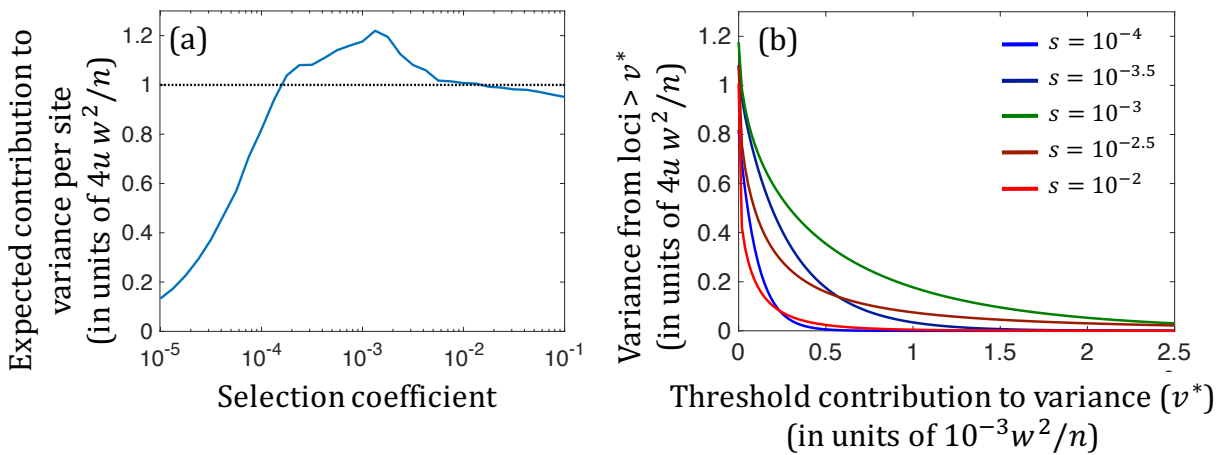 (a)
Expected contribution to
variance per site
(in units of 4u w²/n)
1.2
1
0.8
0.6
0.4
0.2
0
10⁻⁵
10⁻⁴
10⁻³
10⁻²
10⁻¹
Selection coefficient
(b)
Variance from loci > v*
(in units of 4u w²/n)
1.2
1
0.8
0.6
0.4
0.2
0
s = 10⁻⁴
s = 10⁻³·⁵
s = 10⁻³
s = 10⁻²·⁵
s = 10⁻²
0
0.5
1
1.5
2
2.5
Threshold contribution to variance (v*)
(in units of 10⁻³w²/n)